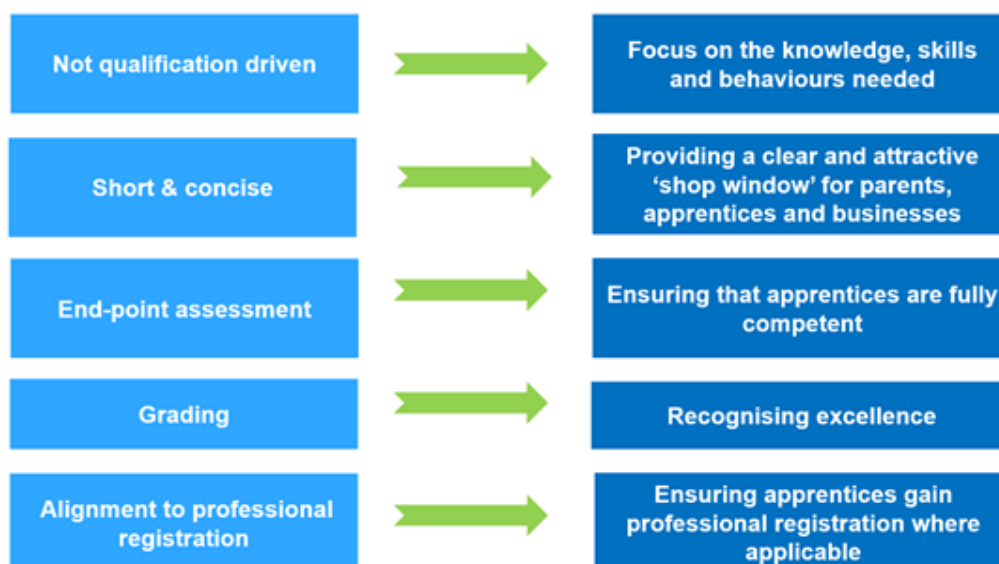 Not qualification driven
Focus on the knowledge, skills
and behaviours needed
Short & concise
Providing a clear and attractive
‘shop window’ for parents,
apprentices and businesses
End-point assessment
Ensuring that apprentices are fully
competent
Grading
Recognising excellence
Alignment to professional
registration
Ensuring apprentices gain
professional registration where
applicable